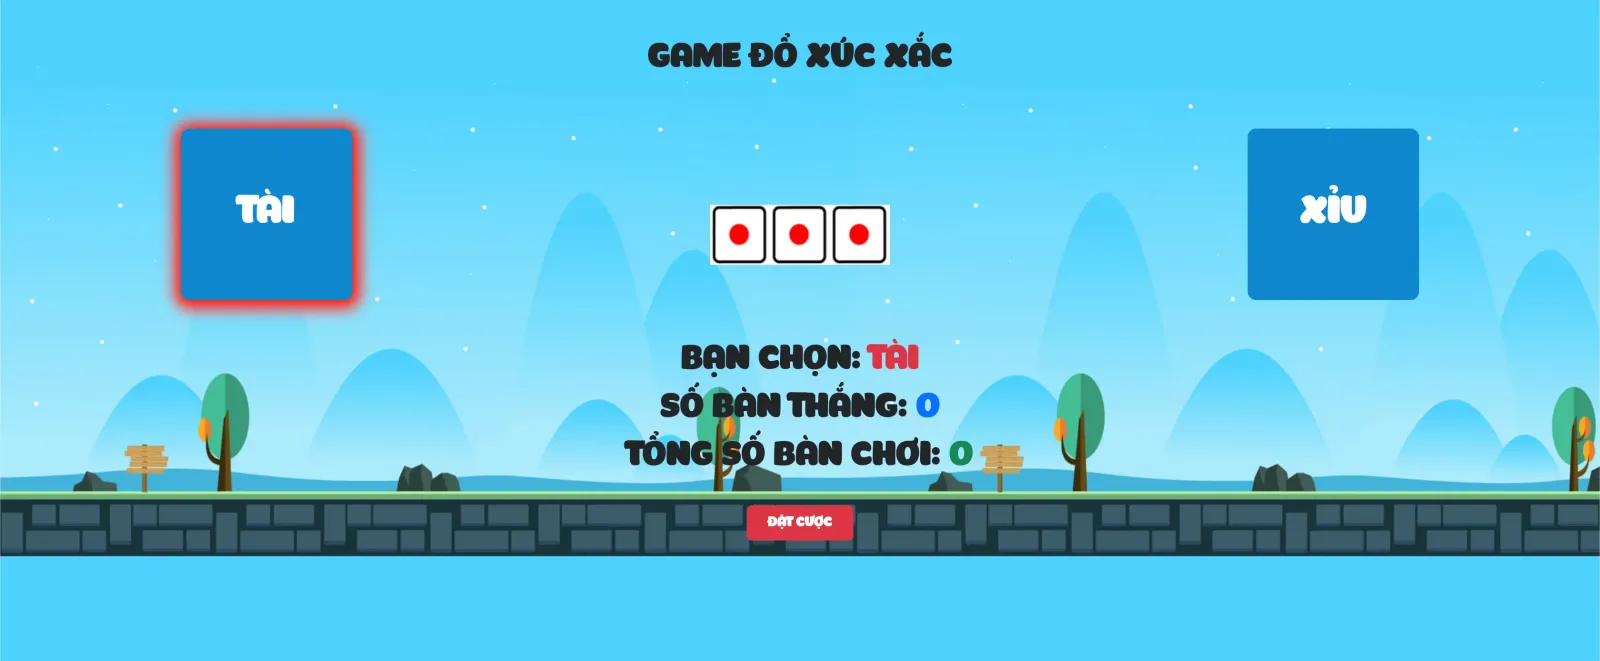 GAME ĐỔ XÚC XẮC
TÀI
XỈU
BẠN CHỌN: TÀI
SỐ BÀN THẮNG: 0
TỔNG SỐ BÀN CHƠI: 0
ĐẶT CƯỢC